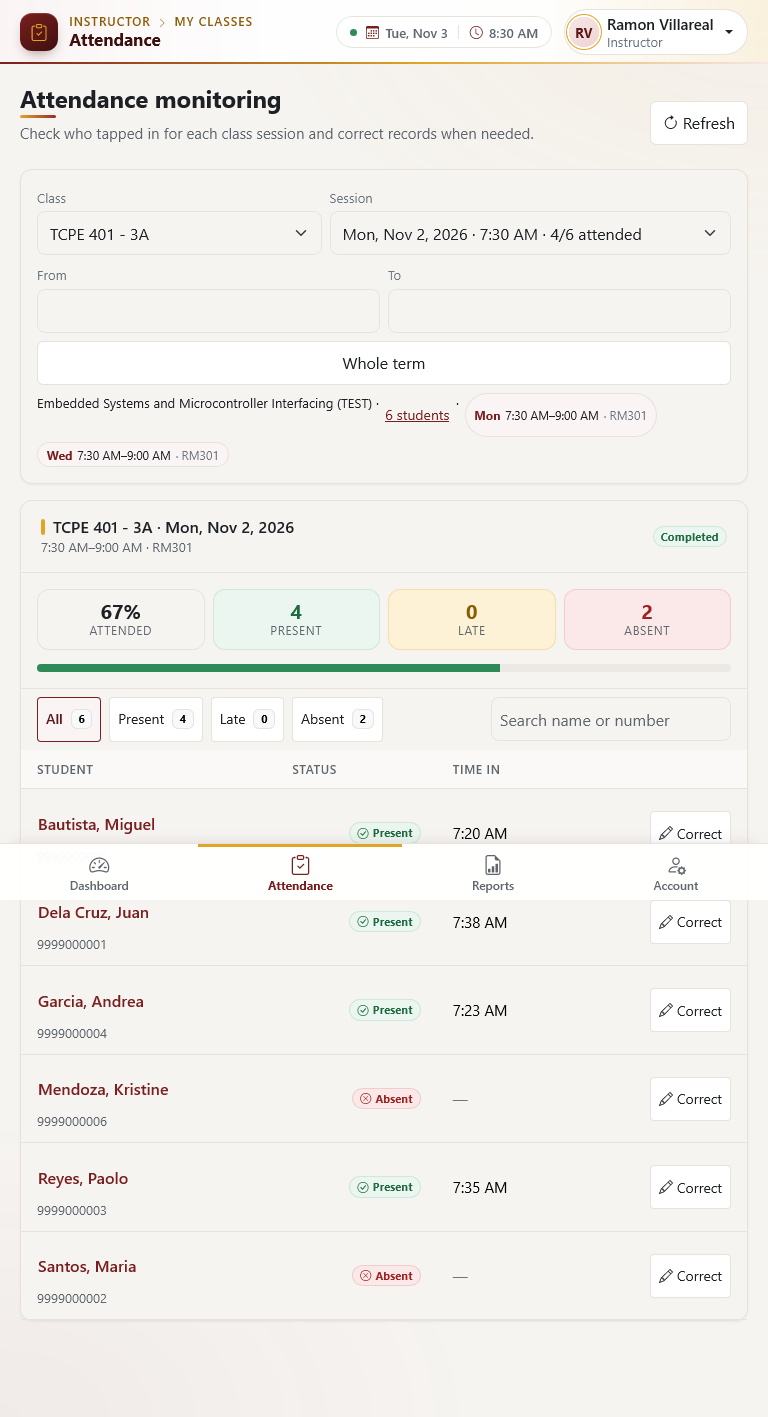 INSTRUCTOR > MY CLASSES
Attendance
Tue, Nov 3
8:30 AM
RV
Ramon Villareal
Instructor
Attendance monitoring
Check who tapped in for each class session and correct records when needed.
Refresh
Class
Session
TCPE 401 - 3A
Mon, Nov 2, 2026 · 7:30 AM · 4/6 attended
From
To
Whole term
Embedded Systems and Microcontroller Interfacing (TEST) · 6 students · Mon 7:30 AM–9:00 AM · RM301
Wed 7:30 AM–9:00 AM · RM301
TCPE 401 - 3A · Mon, Nov 2, 2026
7:30 AM–9:00 AM · RM301
Completed
67%
ATTENDED
4
PRESENT
0
LATE
2
ABSENT
All 6
Present 4
Late 0
Absent 2
Search name or number
STUDENT STATUS TIME IN
Bautista, Miguel
Present 7:20 AM Correct
Dashboard
Attendance
Reports
Account
Dela Cruz, Juan
9999000001
Present 7:38 AM Correct
Garcia, Andrea
9999000004
Present 7:23 AM Correct
Mendoza, Kristine
9999000006
Absent — Correct
Reyes, Paolo
9999000003
Present 7:35 AM Correct
Santos, Maria
9999000002
Absent — Correct